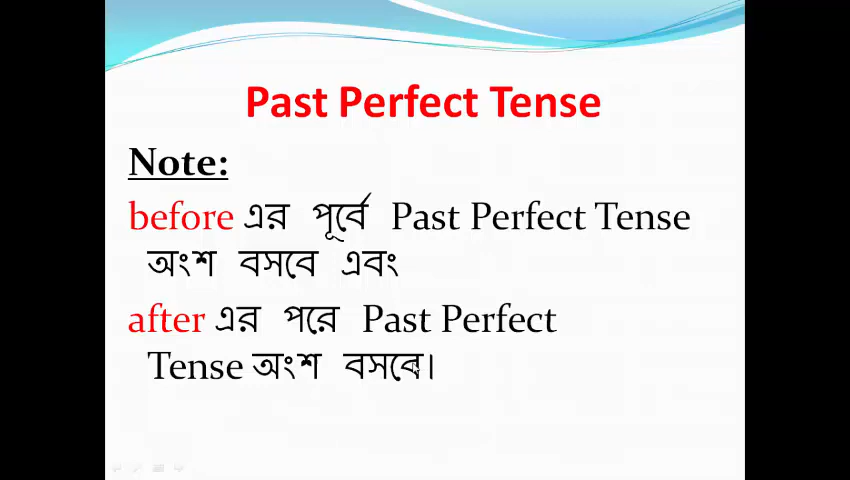 Past Perfect Tense
Note:
before এর পূর্বে Past Perfect Tense
অংশ বসবে এবং
after এর পরে Past Perfect
Tense অংশ বসবে।